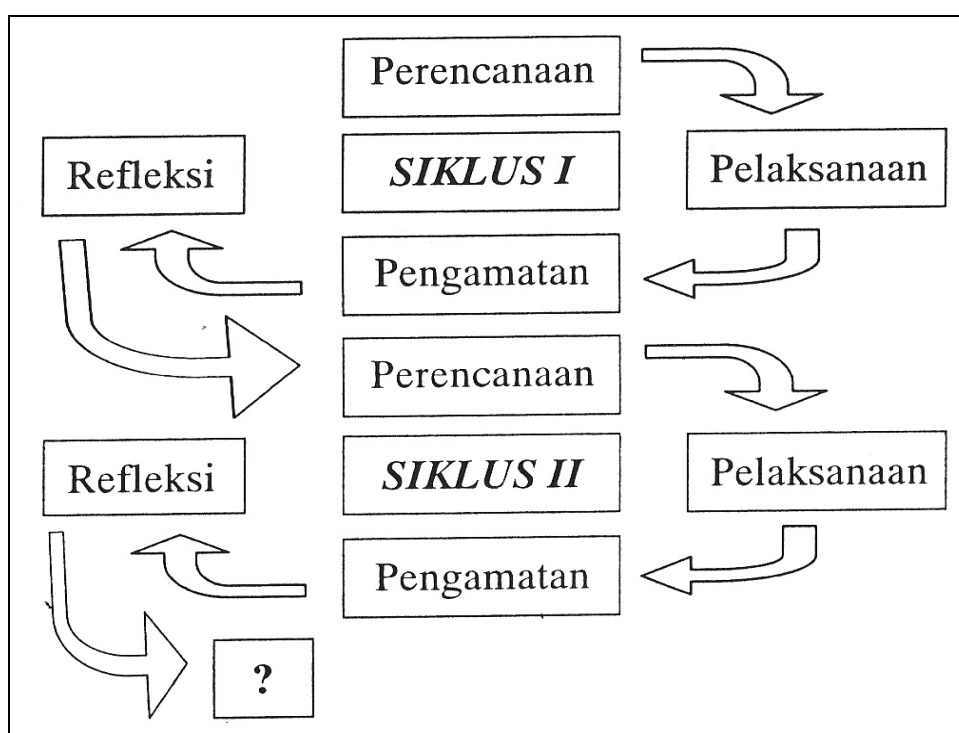 Perencanaan
Refleksi
SIKLUS I
Pelaksanaan
Pengamatan
Perencanaan
Refleksi
SIKLUS II
Pelaksanaan
Pengamatan
?